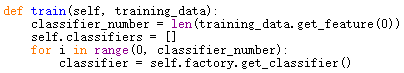 def train(self, training_data):
    classifier_number = len(training_data.get_feature(0))
    self.classifiers = []
    for i in range(0, classifier_number):
        classifier = self.factory.get_classifier()